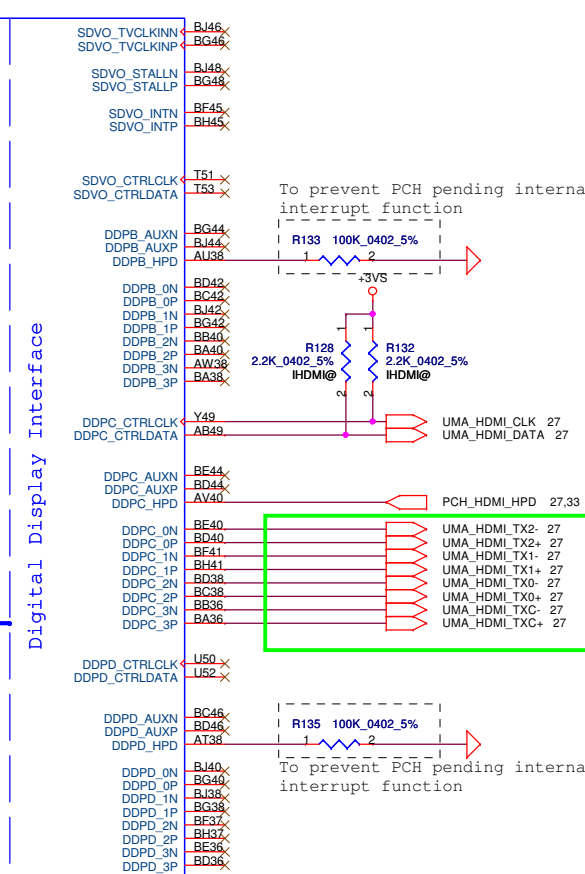 SDVO_TVCLKINN BJ46
SDVO_TVCLKINP BG46
SDVO_STALLN BJ48
SDVO_STALLP BG48
SDVO_INTN BF45
SDVO_INTP BH45
SDVO_CTRLCLK T51
SDVO_CTRLDATA T53
To prevent PCH pending interna
interrupt function
DDPB_AUXN BG44
DDPB_AUXP BJ44
DDPB_HPD AU38
R133 100K_0402_5%
1 2
+3VS
DDPB_0N BD42
DDPB_0P BC42
DDPB_1N BJ42
DDPB_1P BG42
DDPB_2N BB40
DDPB_2P BA40
DDPB_3N AW38
DDPB_3P BA38
1 1
R128 R132
2.2K_0402_5% 2.2K_0402_5%
IHDMI@ IHDMI@
2 2
Digital Display Interface
DDPC_CTRLCLK Y49 UMA_HDMI_CLK 27
DDPC_CTRLDATA AB49 UMA_HDMI_DATA 27
DDPC_AUXN BE44
DDPC_AUXP BD44
DDPC_HPD AV40 PCH_HDMI_HPD 27,33
DDPC_0N BE40 UMA_HDMI_TX2- 27
DDPC_0P BD40 UMA_HDMI_TX2+ 27
DDPC_1N BF41 UMA_HDMI_TX1- 27
DDPC_1P BH41 UMA_HDMI_TX1+ 27
DDPC_2N BD38 UMA_HDMI_TX0- 27
DDPC_2P BC38 UMA_HDMI_TX0+ 27
DDPC_3N BB36 UMA_HDMI_TXC- 27
DDPC_3P BA36 UMA_HDMI_TXC+ 27
DDPD_CTRLCLK U50
DDPD_CTRLDATA U52
DDPD_AUXN BC46
DDPD_AUXP BD46
DDPD_HPD AT38
R135 100K_0402_5%
1 2
To prevent PCH pending interna
interrupt function
DDPD_0N BJ40
DDPD_0P BG40
DDPD_1N BJ38
DDPD_1P BG38
DDPD_2N BF37
DDPD_2P BH37
DDPD_3N BE36
DDPD_3P BD36